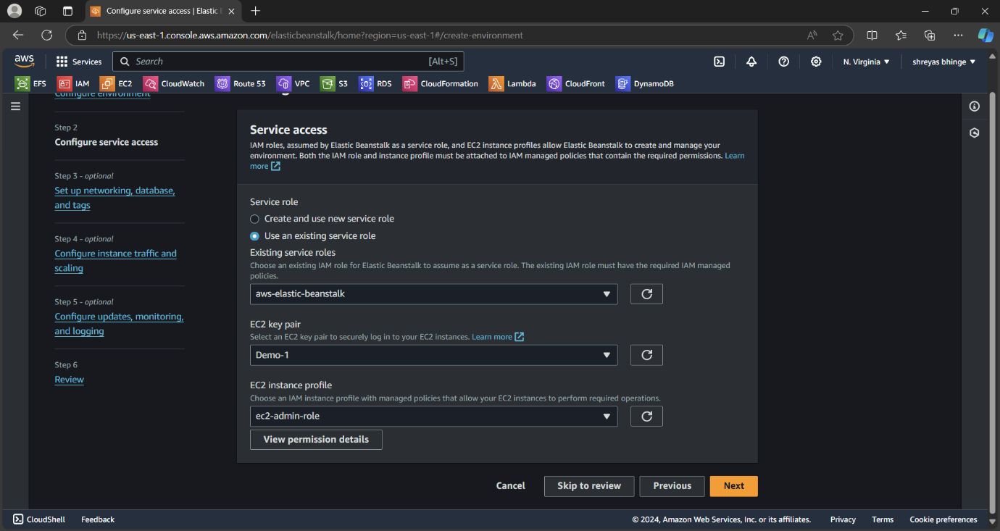 Configure service access | Elastic
https://us-east-1.console.aws.amazon.com/elasticbeanstalk/home?region=us-east-1#/create-environment
aws
Services
Search
[Alt+S]
N. Virginia
shreyas bhinge
EFS
IAM
EC2
CloudWatch
Route 53
VPC
S3
RDS
CloudFormation
Lambda
CloudFront
DynamoDB
Configure environment
Step 2
Configure service access
Step 3 - optional
Set up networking, database,
and tags
Step 4 - optional
Configure instance traffic and
scaling
Step 5 - optional
Configure updates, monitoring,
and logging
Step 6
Review
Service access
IAM roles, assumed by Elastic Beanstalk as a service role, and EC2 instance profiles allow Elastic Beanstalk to create and manage your
environment. Both the IAM role and instance profile must be attached to IAM managed policies that contain the required permissions. Learn
more
Service role
Create and use new service role
Use an existing service role
Existing service roles
Choose an existing IAM role for Elastic Beanstalk to assume as a service role. The existing IAM role must have the required IAM managed
policies.
aws-elastic-beanstalk
EC2 key pair
Select an EC2 key pair to securely log in to your EC2 instances. Learn more
Demo-1
EC2 instance profile
Choose an IAM instance profile with managed policies that allow your EC2 instances to perform required operations.
ec2-admin-role
View permission details
Cancel
Skip to review
Previous
Next
CloudShell
Feedback
© 2024, Amazon Web Services, Inc. or its affiliates.
Privacy
Terms
Cookie preferences